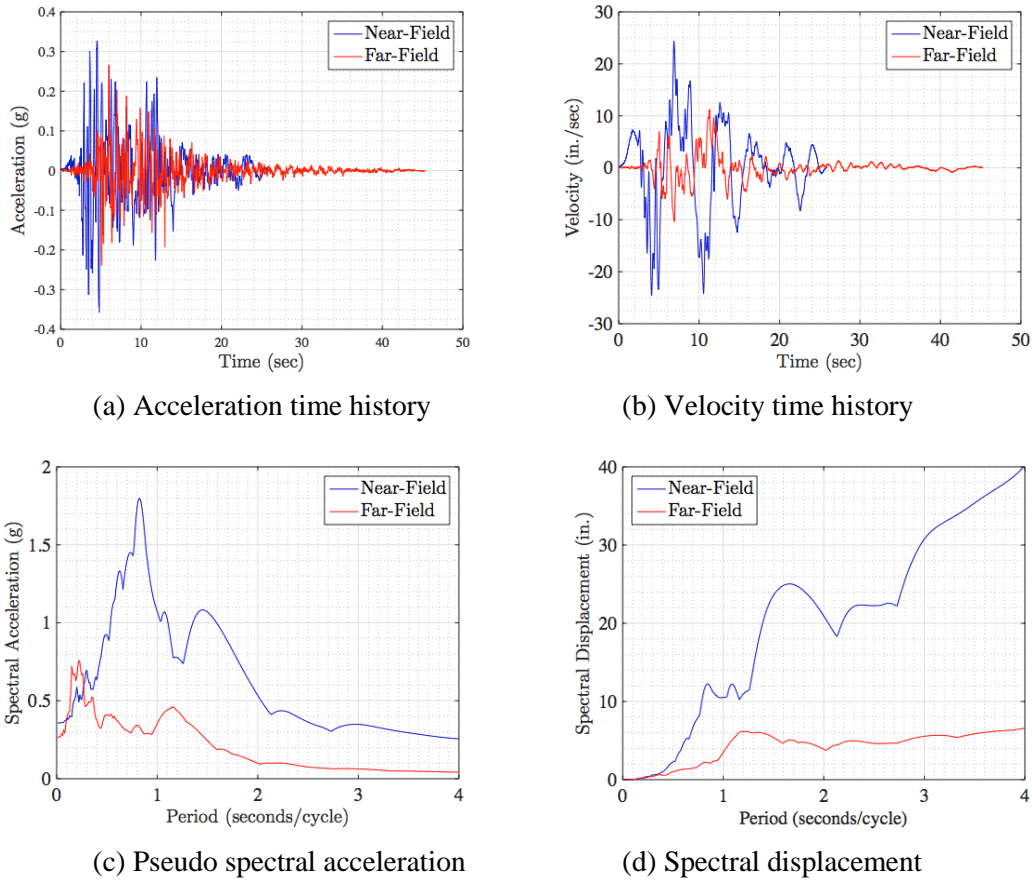 0.4
0.3
0.2
0.1
0
-0.1
-0.2
-0.3
-0.4
Acceleration (g)
Near-Field
Far-Field
0 10 20 30 40 50
Time (sec)
(a) Acceleration time history
30
20
10
0
-10
-20
-30
Velocity (in./sec)
Near-Field
Far-Field
0 10 20 30 40 50
Time (sec)
(b) Velocity time history
2
1.5
1
0.5
0
Spectral Acceleration (g)
Near-Field
Far-Field
0 1 2 3 4
Period (seconds/cycle)
(c) Pseudo spectral acceleration
40
30
20
10
0
Spectral Displacement (in.)
Near-Field
Far-Field
0 1 2 3 4
Period (seconds/cycle)
(d) Spectral displacement